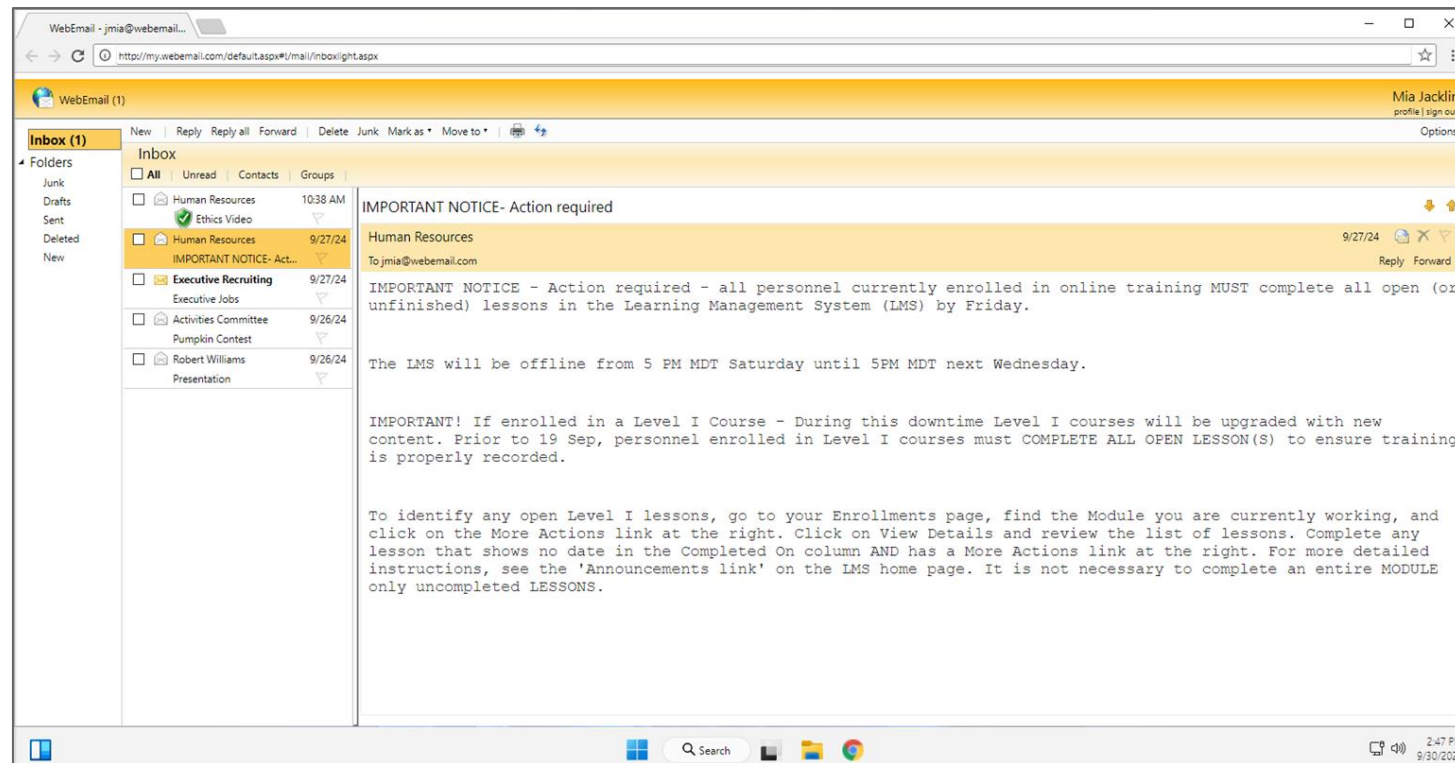 WebEmail - jmia@webemail...
http://my.webemail.com/default.aspx#!/mail/inboxlight.aspx
WebEmail (1)
Mia Jacklin
profile | sign ou
Inbox (1)
New | Reply Reply all Forward | Delete Junk Mark as Move to
Options
Folders
Junk
Drafts
Sent
Deleted
New
Inbox
All | Unread | Contacts | Groups |
Human Resources 10:38 AM
Ethics Video
Human Resources 9/27/24
IMPORTANT NOTICE- Act...
Executive Recruiting 9/27/24
Executive Jobs
Activities Committee 9/26/24
Pumpkin Contest
Robert Williams 9/26/24
Presentation
IMPORTANT NOTICE- Action required
Human Resources 9/27/24
To jmia@webemail.com Reply Forward
IMPORTANT NOTICE - Action required - all personnel currently enrolled in online training MUST complete all open (or
unfinished) lessons in the Learning Management System (LMS) by Friday.
The LMS will be offline from 5 PM MDT Saturday until 5PM MDT next Wednesday.
IMPORTANT! If enrolled in a Level I Course - During this downtime Level I courses will be upgraded with new
content. Prior to 19 Sep, personnel enrolled in Level I courses must COMPLETE ALL OPEN LESSON(S) to ensure training
is properly recorded.
To identify any open Level I lessons, go to your Enrollments page, find the Module you are currently working, and
click on the More Actions link at the right. Click on View Details and review the list of lessons. Complete any
lesson that shows no date in the Completed On column AND has a More Actions link at the right. For more detailed
instructions, see the 'Announcements link' on the LMS home page. It is not necessary to complete an entire MODULE
only uncompleted LESSONS.
Search
2:47 P
9/30/202